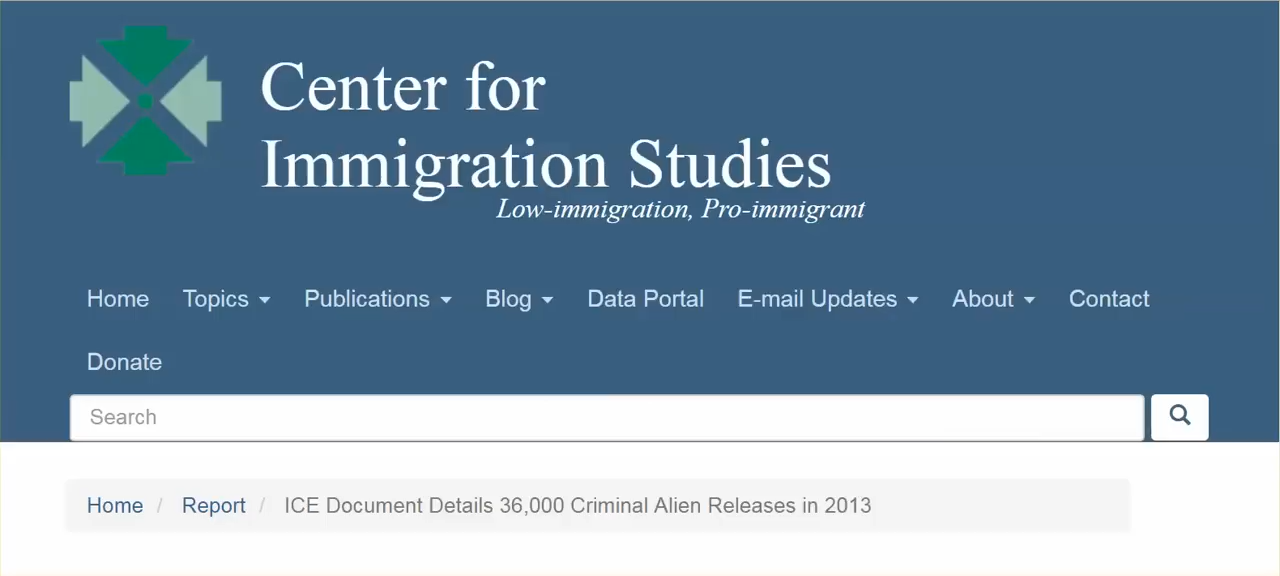 Center for
Immigration Studies
Low-immigration, Pro-immigrant
Home Topics Publications Blog Data Portal E-mail Updates About Contact
Donate
Search
Home / Report / ICE Document Details 36,000 Criminal Alien Releases in 2013